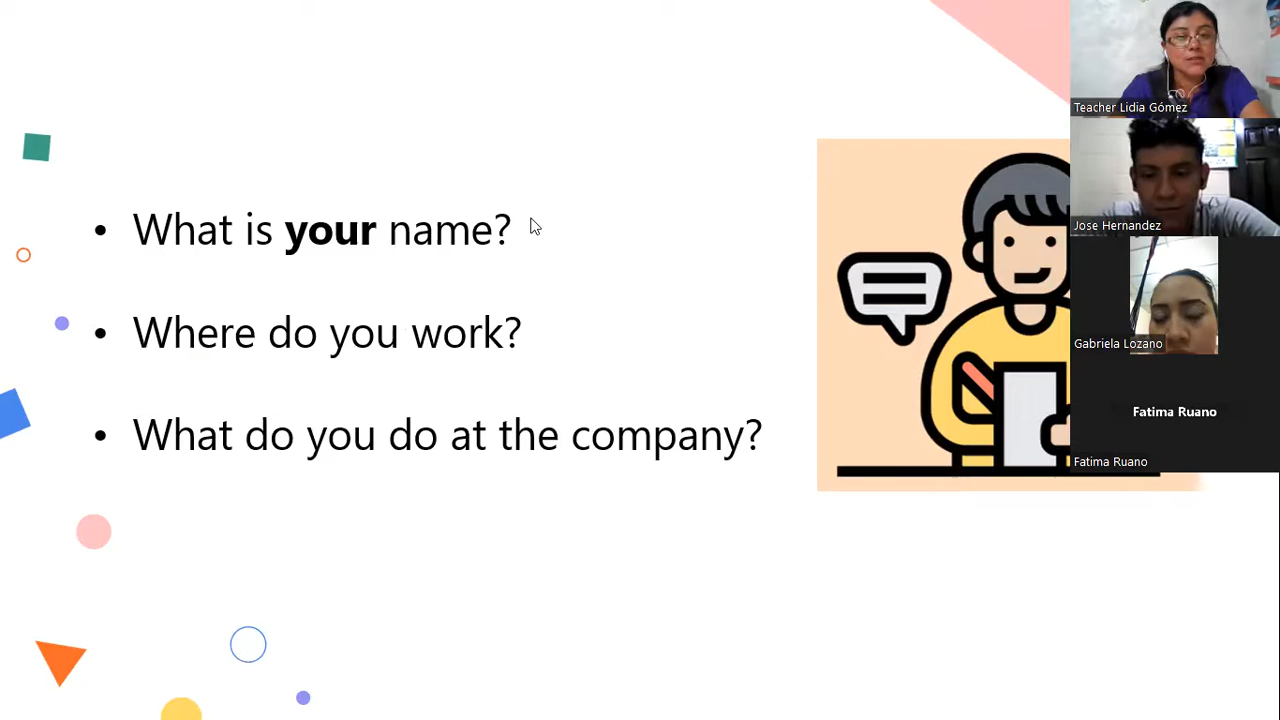 • What is your name?
• Where do you work?
• What do you do at the company?
Teacher Lidia Gómez
Jose Hernandez
Gabriela Lozano
Fatima Ruano
Fatima Ruano